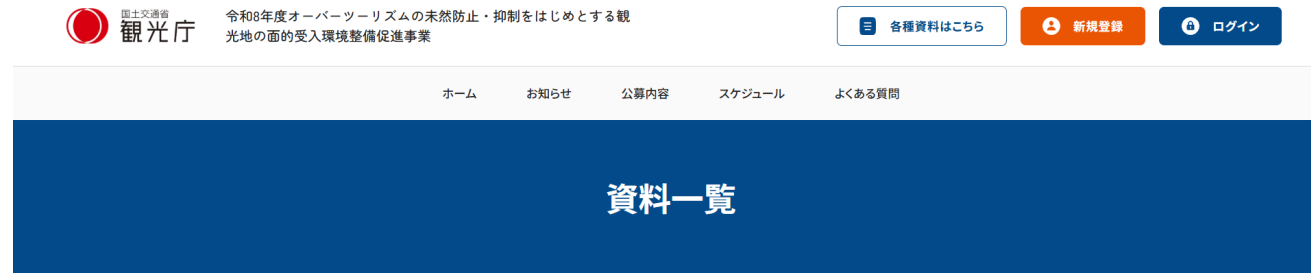 国土交通省
観光庁
令和8年度オーバーツーリズムの未然防止・抑制をはじめとする観
光地の面的受入環境整備促進事業
各種資料はこちら
新規登録
ログイン
ホーム
お知らせ
公募内容
スケジュール
よくある質問
資料一覧